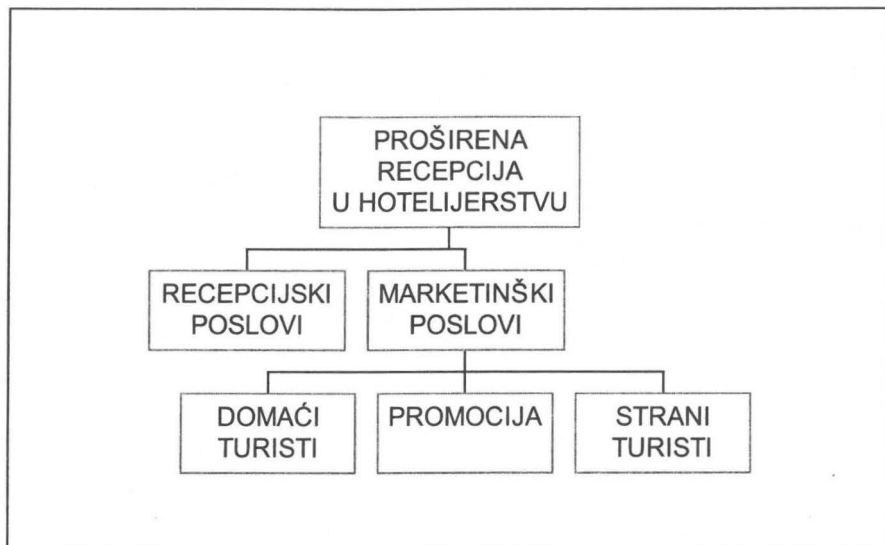 PROŠIRENA
RECEPCIJA
U HOTELIJERSTVU
RECEPCIJSKI
POSLOVI
MARKETINŠKI
POSLOVI
DOMAĆI
TURISTI
PROMOCIJA
STRANI
TURISTI